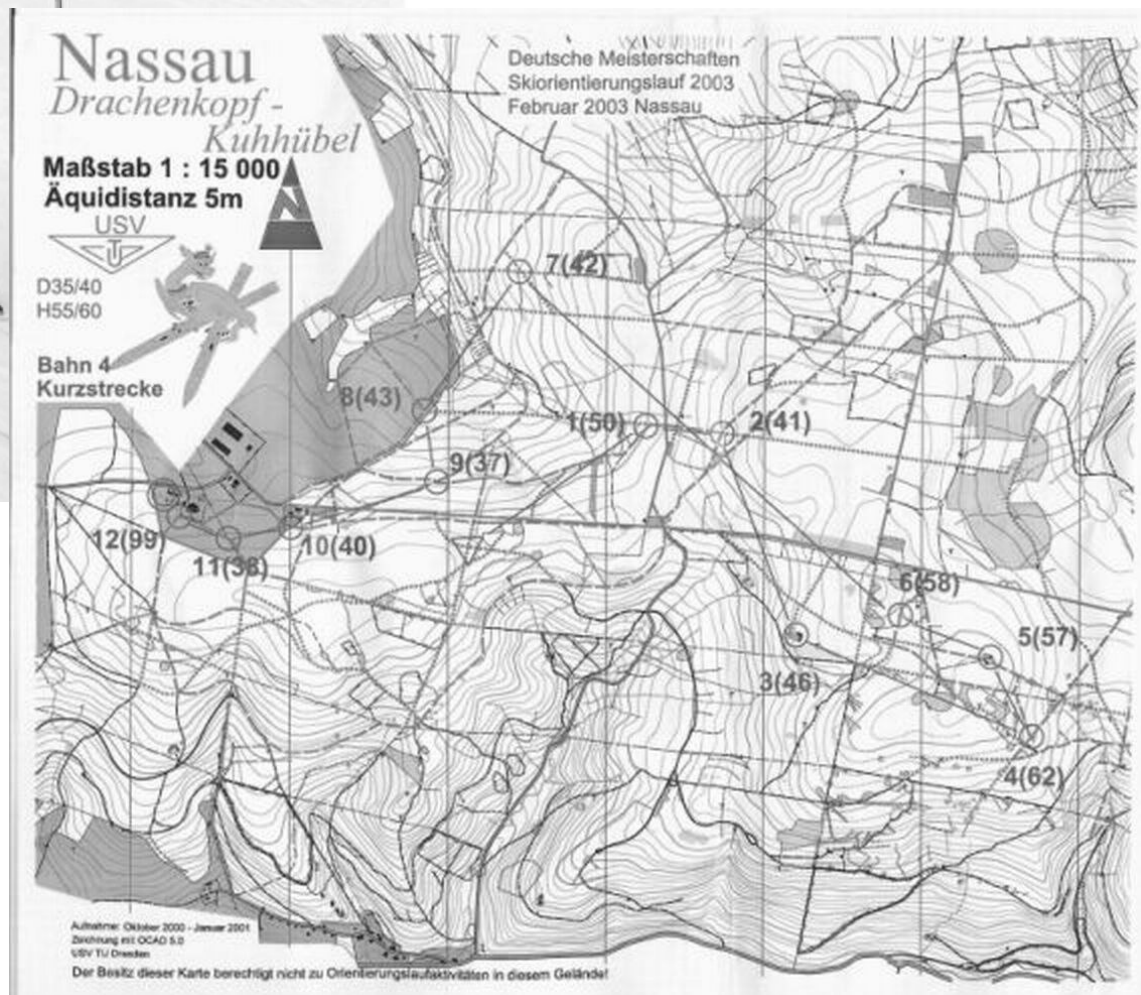 Nassau
Drachenkopf -
Kuhhübel
Deutsche Meisterschaften
Skiorientierungslauf 2003
Februar 2003 Nassau
Maßstab 1 : 15 000
Äquidistanz 5m
N
USV
TU
D35/40
H55/60
Bahn 4
Kurzstrecke
7(42)
8(43)
1(50)
2(41)
9(37)
12(99)
10(40)
11(38)
6(58)
5(57)
3(46)
4(62)
Aufnahme: Oktober 2000 - Januar 2001
Zeichnung mit OCAD 5.0
USV TU Dresden
Der Besitz dieser Karte berechtigt nicht zu Orientierungslaufaktivitäten in diesem Gelände!